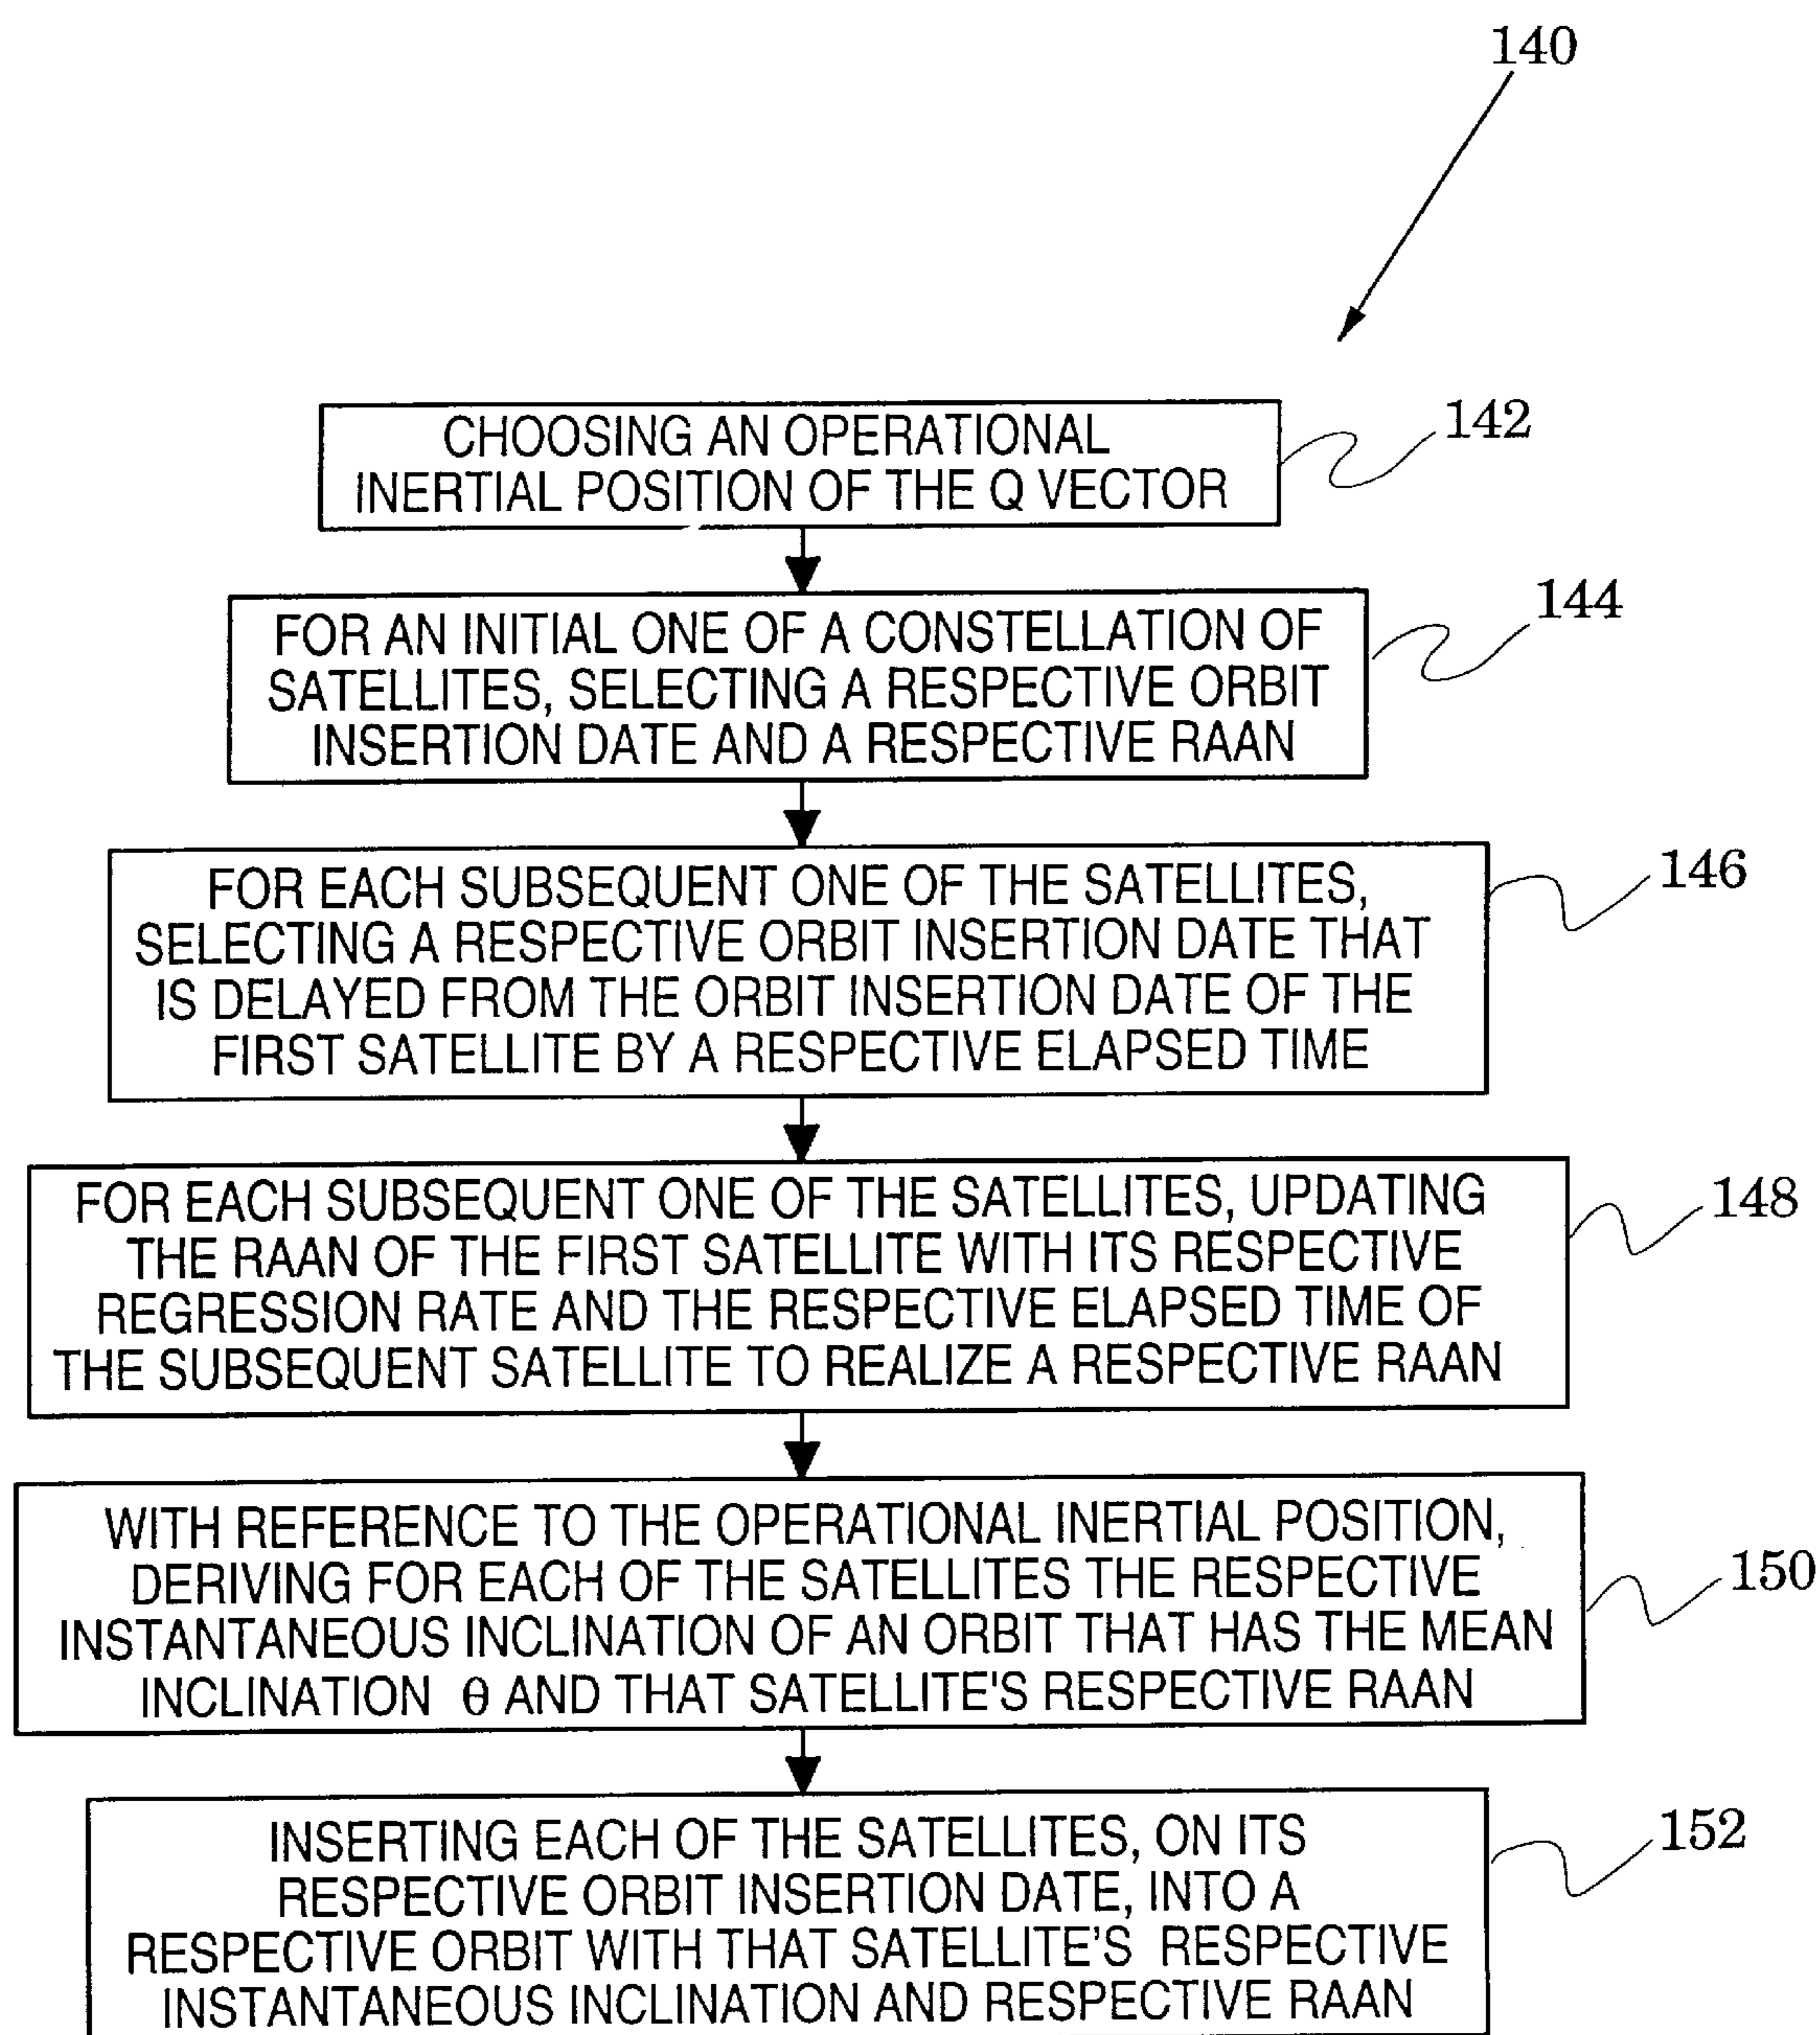 140
CHOOSING AN OPERATIONAL
INERTIAL POSITION OF THE Q VECTOR
142
FOR AN INITIAL ONE OF A CONSTELLATION OF
SATELLITES, SELECTING A RESPECTIVE ORBIT
INSERTION DATE AND A RESPECTIVE RAAN
144
FOR EACH SUBSEQUENT ONE OF THE SATELLITES,
SELECTING A RESPECTIVE ORBIT INSERTION DATE THAT
IS DELAYED FROM THE ORBIT INSERTION DATE OF THE
FIRST SATELLITE BY A RESPECTIVE ELAPSED TIME
146
FOR EACH SUBSEQUENT ONE OF THE SATELLITES, UPDATING
THE RAAN OF THE FIRST SATELLITE WITH ITS RESPECTIVE
REGRESSION RATE AND THE RESPECTIVE ELAPSED TIME OF
THE SUBSEQUENT SATELLITE TO REALIZE A RESPECTIVE RAAN
148
WITH REFERENCE TO THE OPERATIONAL INERTIAL POSITION,
DERIVING FOR EACH OF THE SATELLITES THE RESPECTIVE
INSTANTANEOUS INCLINATION OF AN ORBIT THAT HAS THE MEAN
INCLINATION θ AND THAT SATELLITE'S RESPECTIVE RAAN
150
INSERTING EACH OF THE SATELLITES, ON ITS
RESPECTIVE ORBIT INSERTION DATE, INTO A
RESPECTIVE ORBIT WITH THAT SATELLITE'S RESPECTIVE
INSTANTANEOUS INCLINATION AND RESPECTIVE RAAN
152